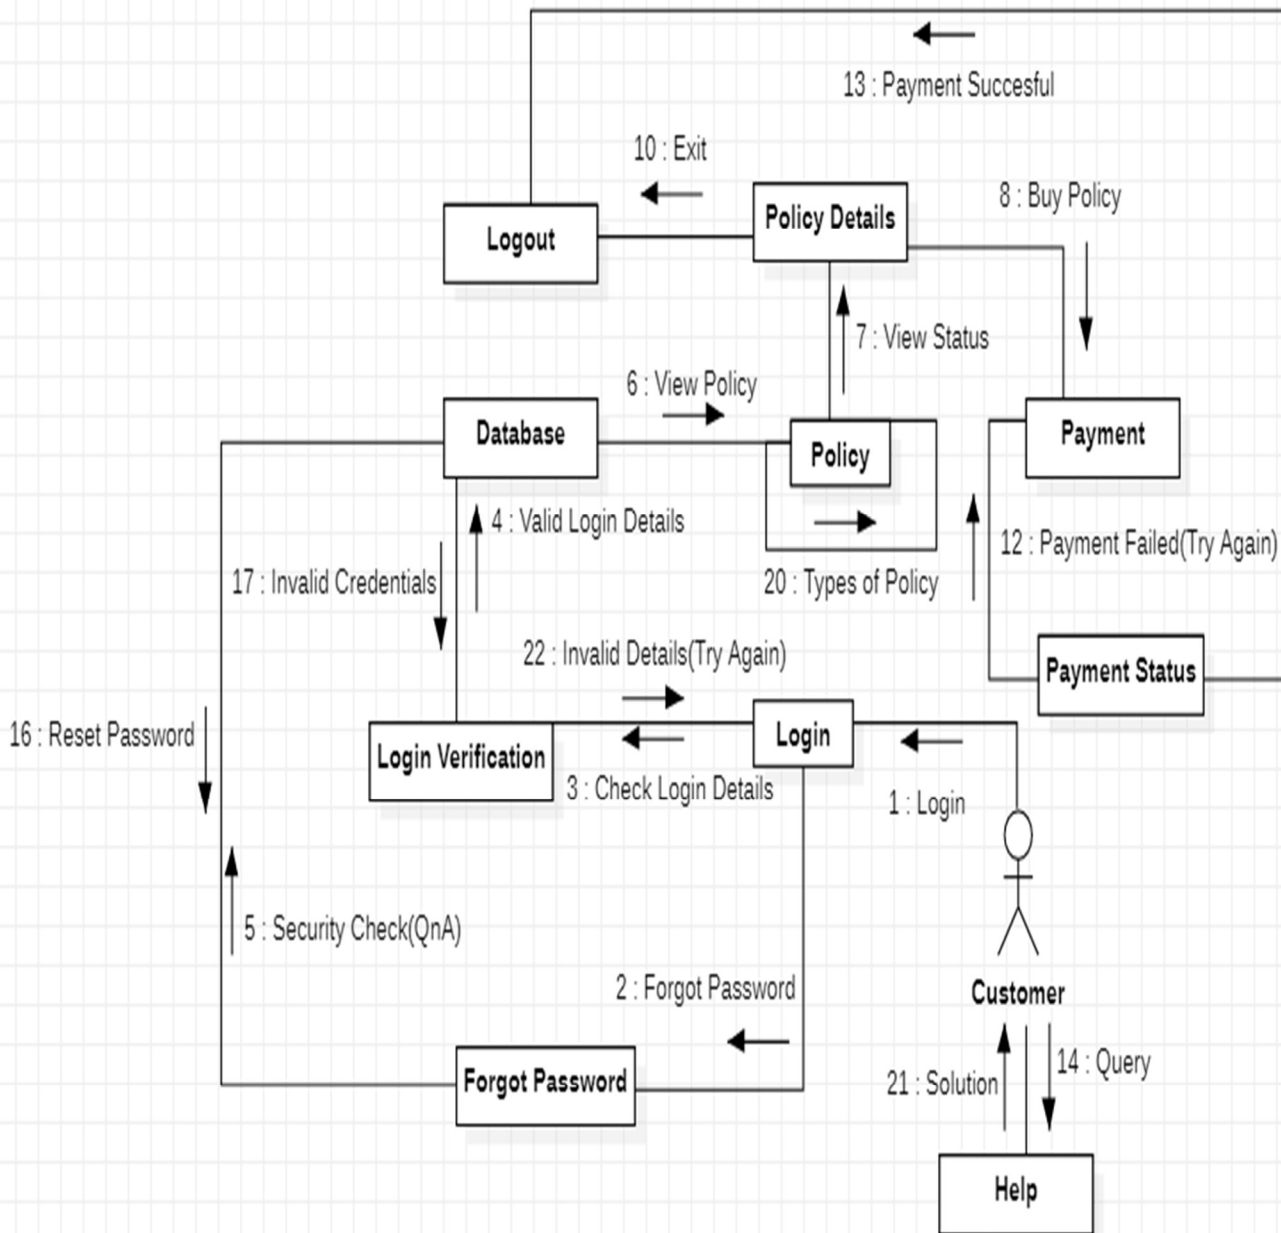 13 : Payment Succesful
10 : Exit
8 : Buy Policy
Policy Details
Logout
7 : View Status
6 : View Policy
Database
Policy
Payment
4 : Valid Login Details
12 : Payment Failed(Try Again)
17 : Invalid Credentials
20 : Types of Policy
22 : Invalid Details(Try Again)
Payment Status
16 : Reset Password
Login Verification
Login
3 : Check Login Details
1 : Login
5 : Security Check(QnA)
2 : Forgot Password
Customer
14 : Query
21 : Solution
Forgot Password
Help